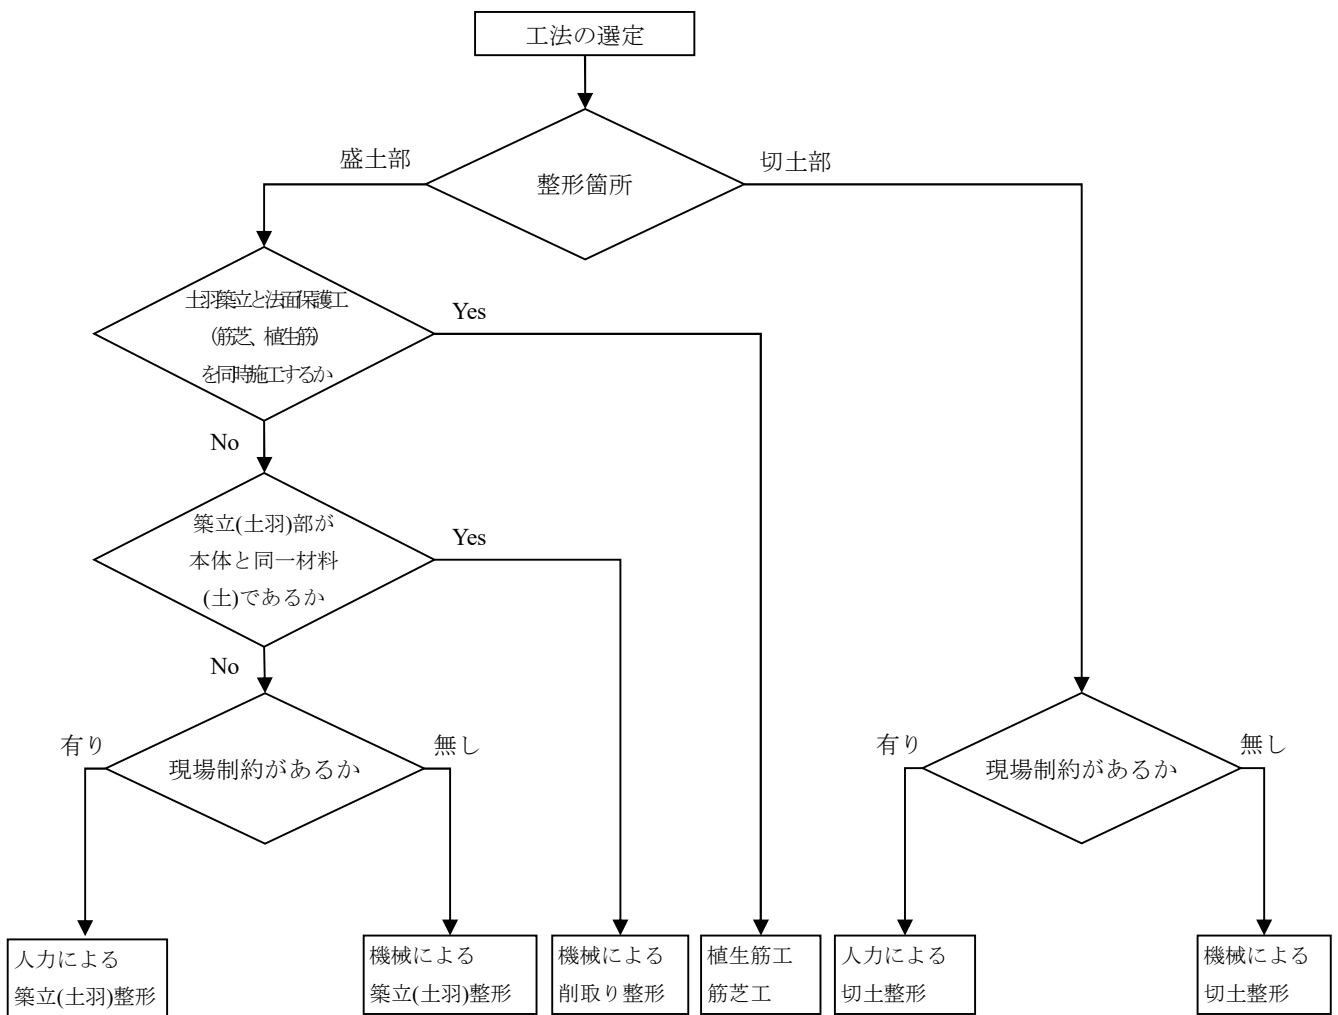 工法の選定
整形箇所
盛土部
切土部
土羽築立と法面保護工
(筋芝、植生筋)
を同時施工するか
Yes
No
築立(土羽)部が
本体と同一材料
(土)であるか
Yes
No
現場制約があるか
有り
無し
現場制約があるか
有り
無し
人力による
築立(土羽)整形
機械による
築立(土羽)整形
機械による
削取り整形
植生筋工
筋芝工
人力による
切土整形
機械による
切土整形